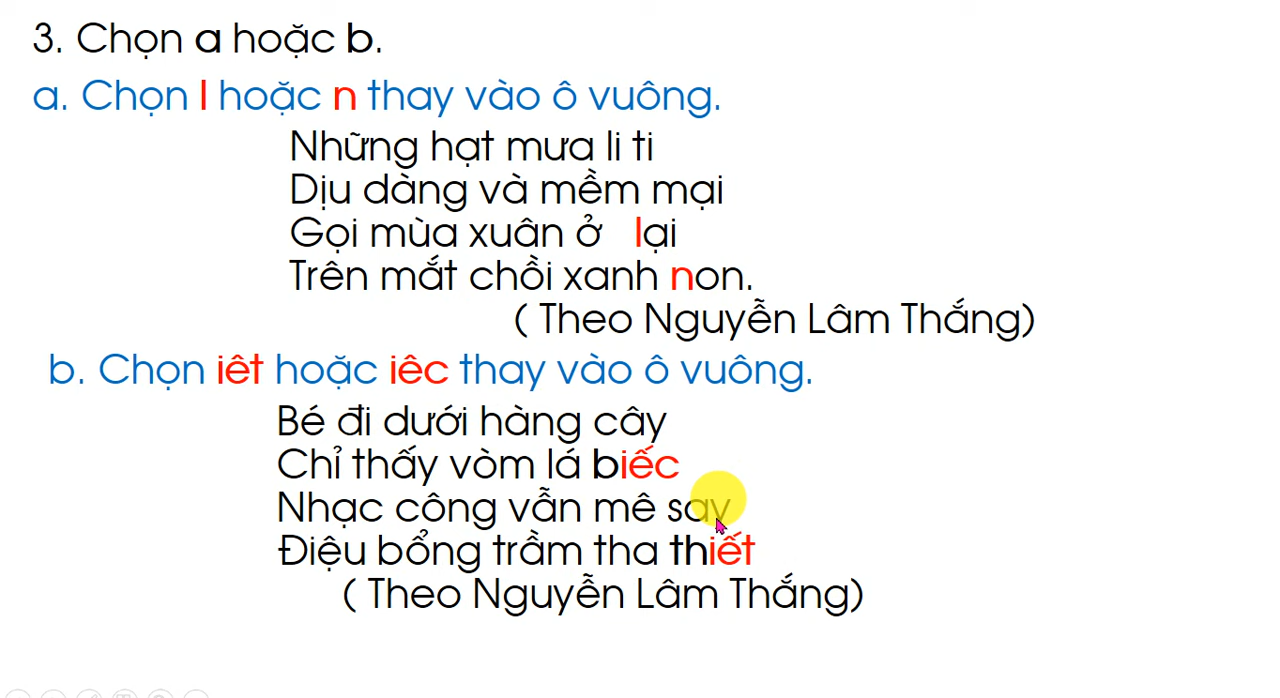 3. Chọn a hoặc b.
a. Chọn l hoặc n thay vào ô vuông.
Những hạt mưa li ti
Dịu dàng và mềm mại
Gọi mùa xuân ở lại
Trên mắt chồi xanh non.
( Theo Nguyễn Lâm Thắng)
b. Chọn iêt hoặc iêc thay vào ô vuông.
Bé đi dưới hàng cây
Chỉ thấy vòm lá biếc
Nhạc công vẫn mê say
Điệu bổng trầm tha thiết
( Theo Nguyễn Lâm Thắng)